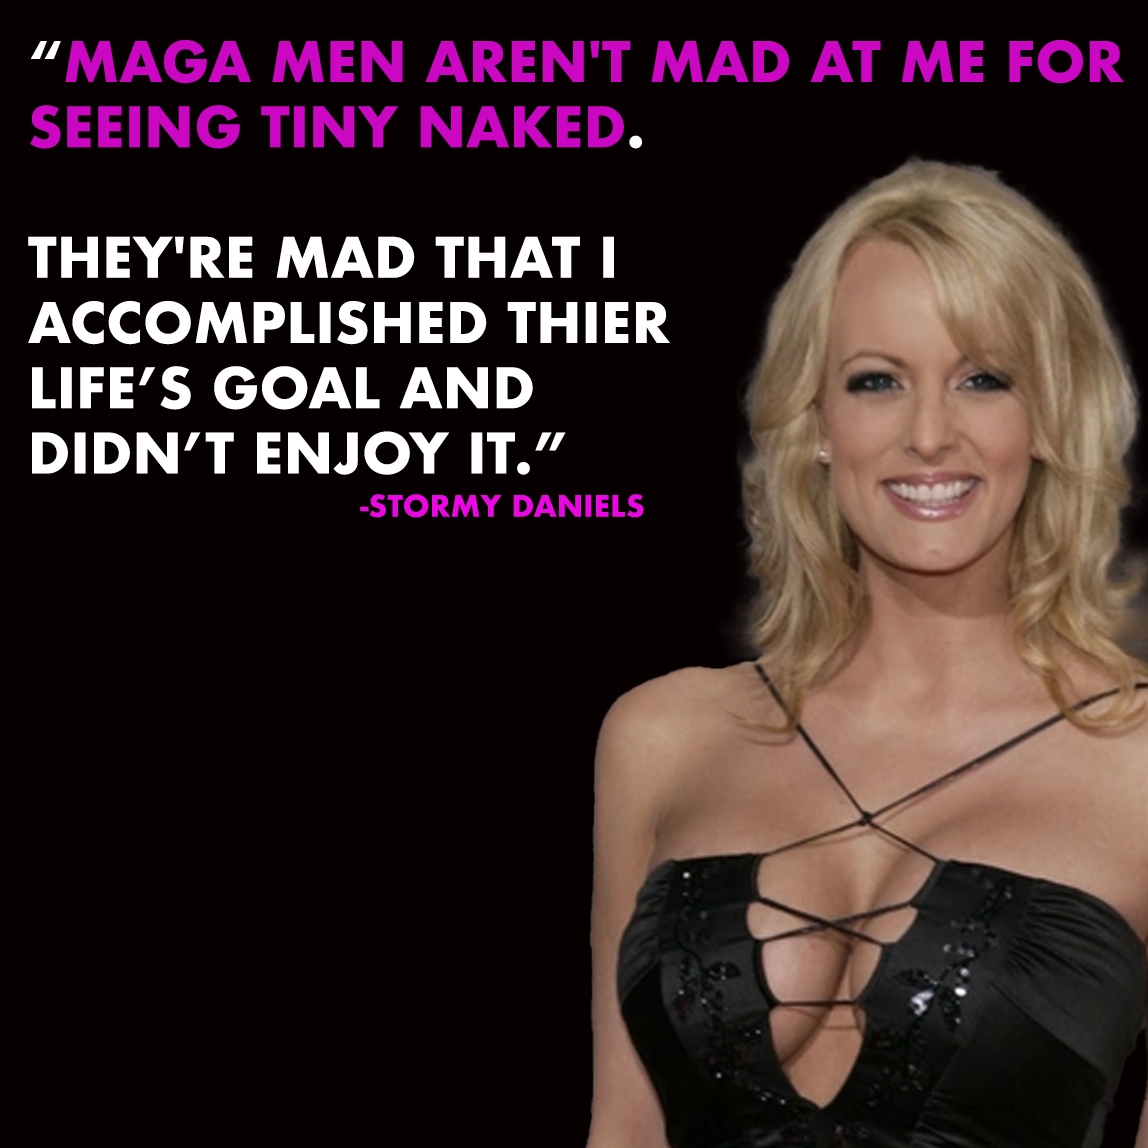 “MAGA MEN AREN'T MAD AT ME FOR
SEEING TINY NAKED.
THEY'RE MAD THAT I
ACCOMPLISHED THIER
LIFE’S GOAL AND
DIDN’T ENJOY IT.”
-STORMY DANIELS